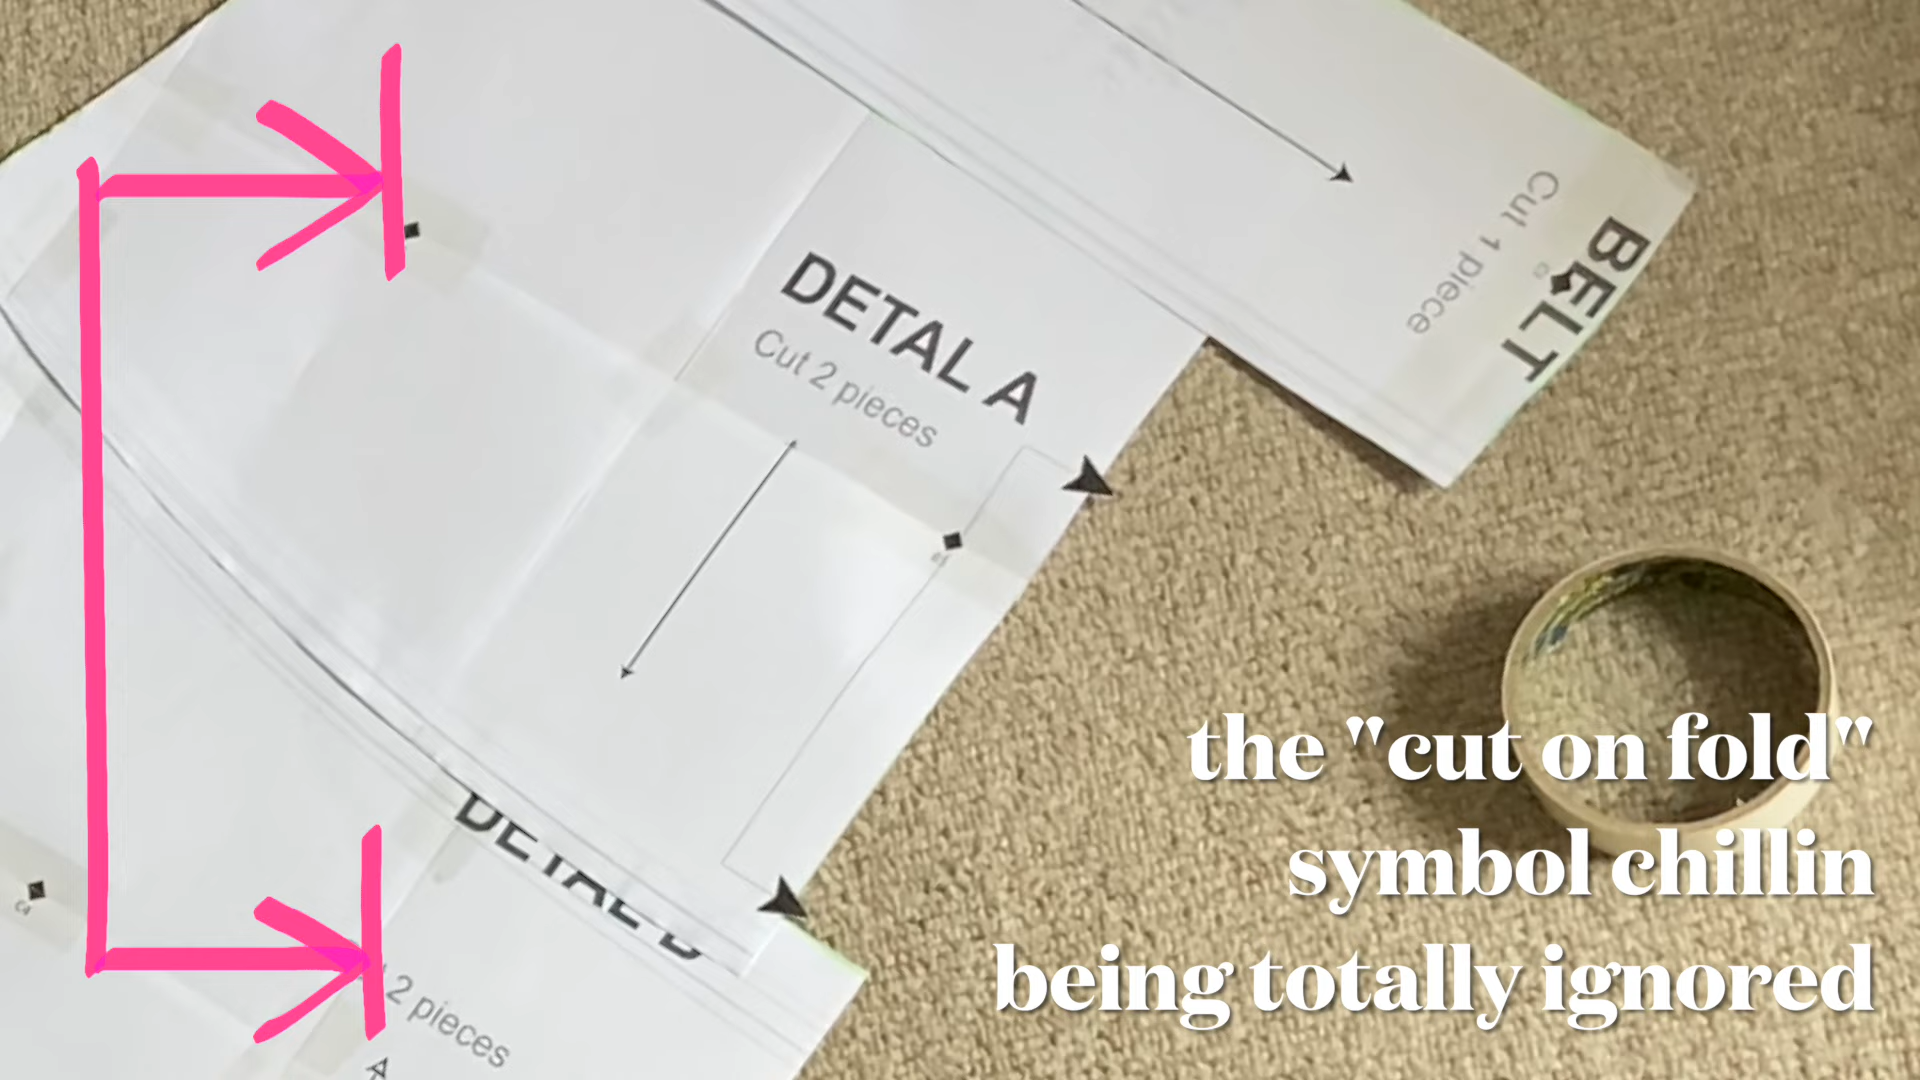 DETAL A
Cut 2 pieces
BELT
Cut 1 piece
DETAL B
2 pieces
the "cut on fold"
symbol chillin
being totally ignored